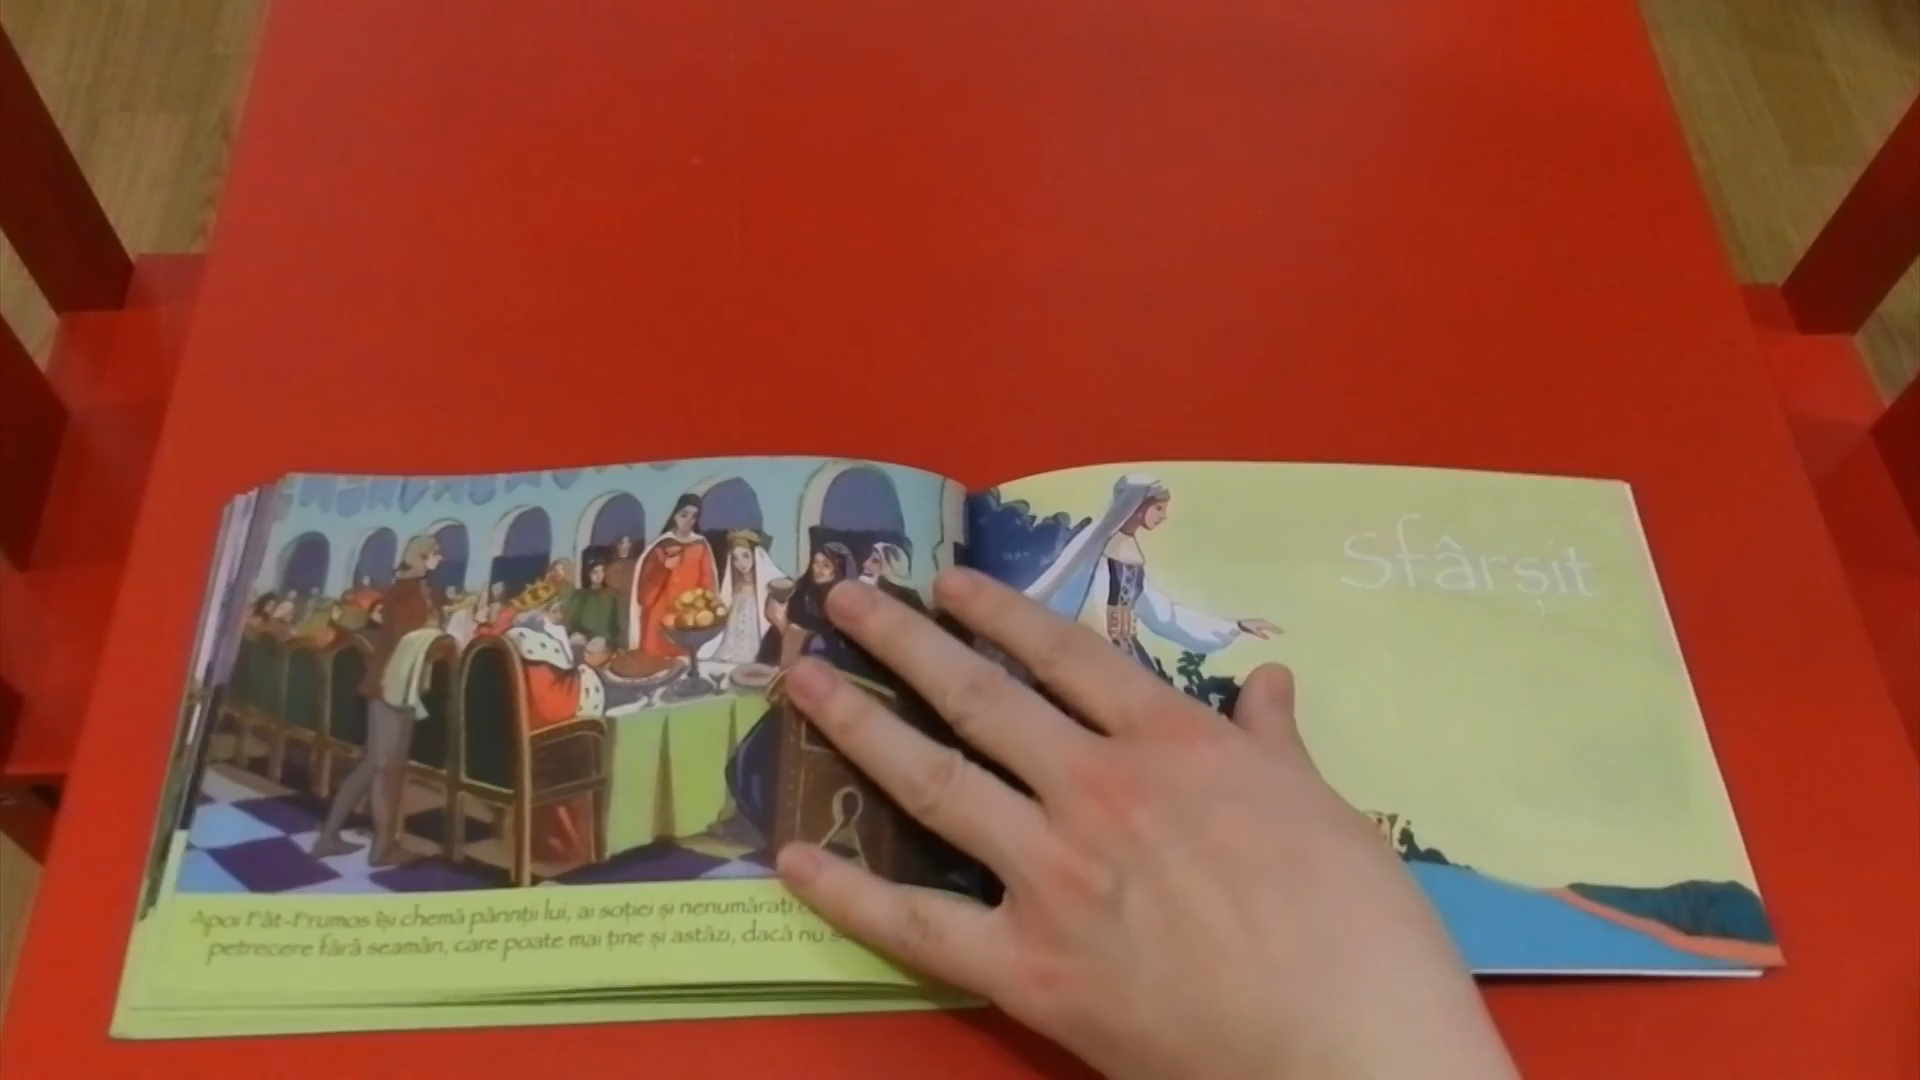 Apoi Făt-Frumos își chemă părinții lui, ai soției și nenumărați
petrecere fără seamăn, care poate mai ține și astăzi, dacă nu
Sfârșit